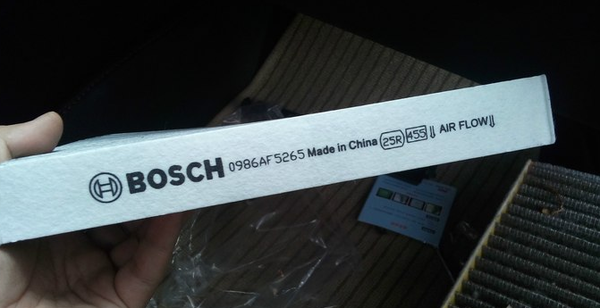 BOSCH 0986AF5265 Made in China 25R 455 ⇓ AIR FLOW ⇓